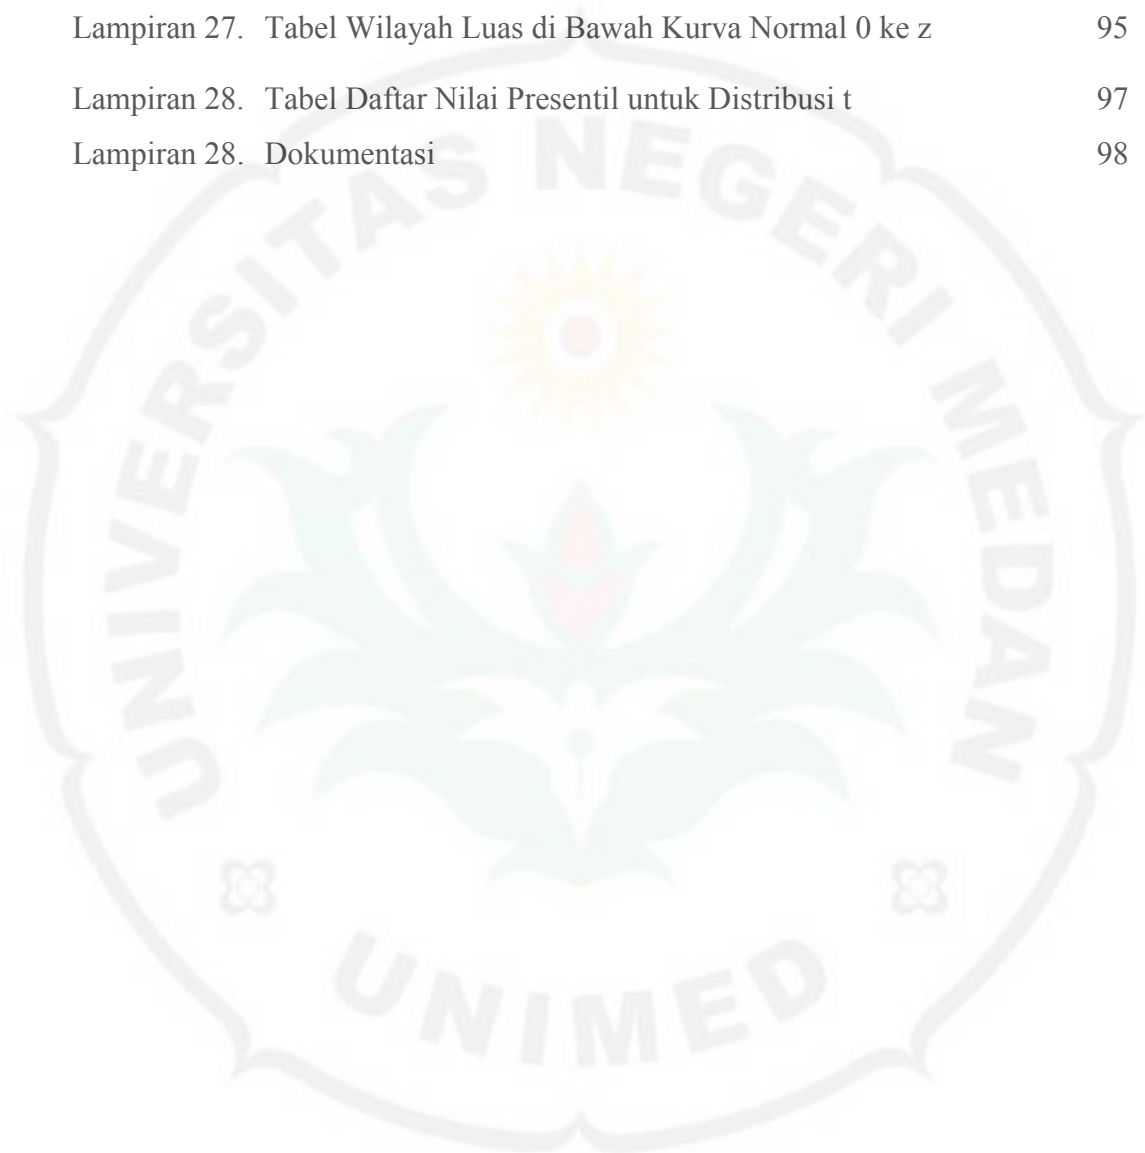 Lampiran 27. Tabel Wilayah Luas di Bawah Kurva Normal 0 ke z 95
Lampiran 28. Tabel Daftar Nilai Presentil untuk Distribusi t 97
Lampiran 28. Dokumentasi 98
UNIVERSITAS NEGERI MEDAN
UNIMED